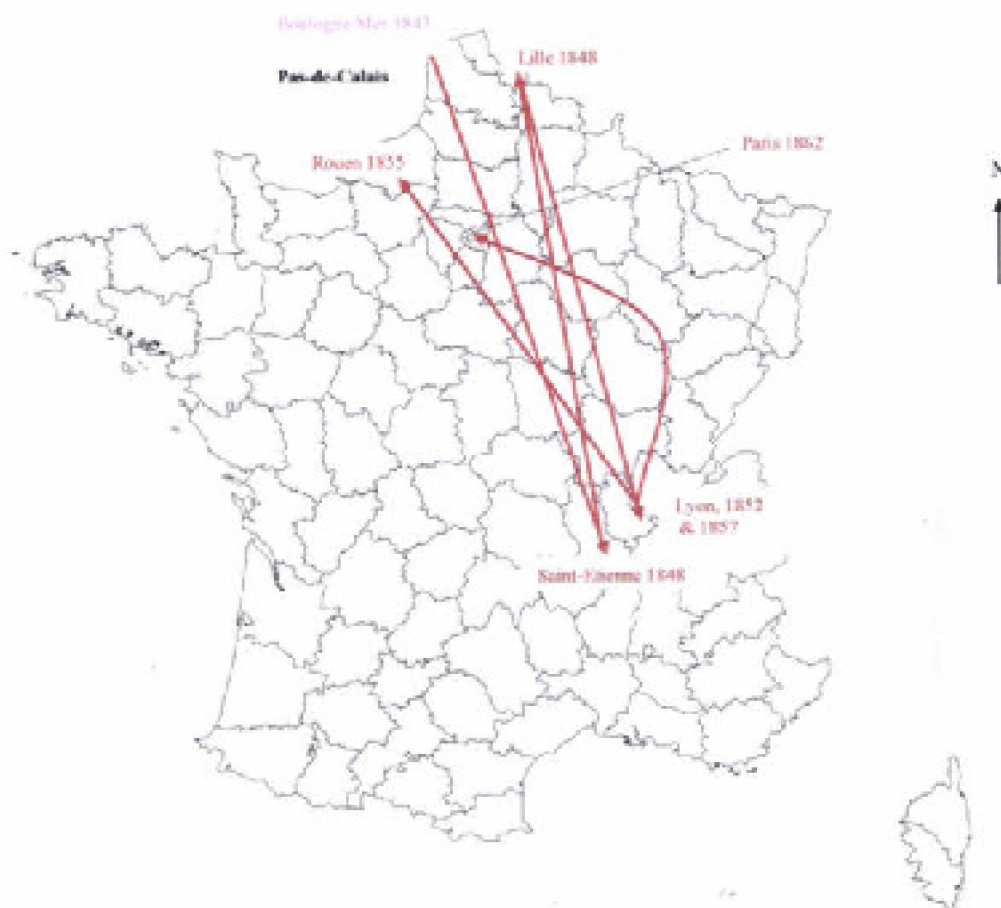 Boulogne-Mer 1843
Pas-de-Calais
Lille 1848
Paris 1862
Rouen 1855
N
Lyon, 1852
& 1857
Saint-Etienne 1848